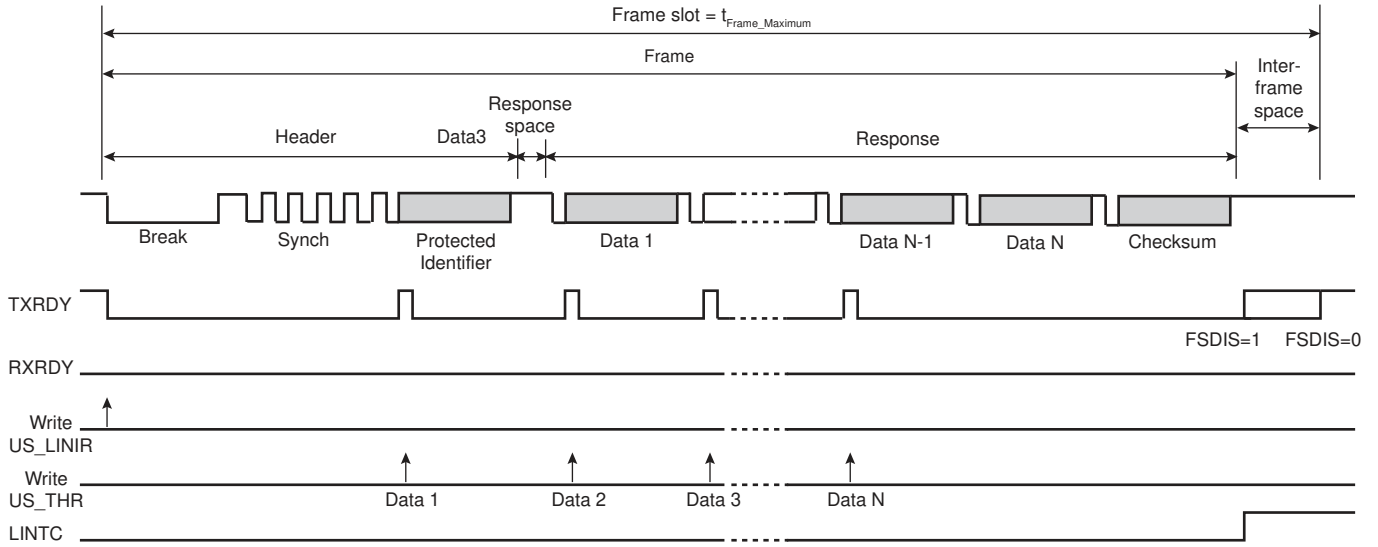 Frame slot = tFrame_Maximum
Frame
Inter-
frame
space
Response
space
Header
Data3
Response
Break
Synch
Protected
Identifier
Data 1
Data N-1
Data N
Checksum
TXRDY
FSDIS=1
FSDIS=0
RXRDY
Write
US_LINIR
Write
US_THR
Data 1
Data 2
Data 3
Data N
LINTC